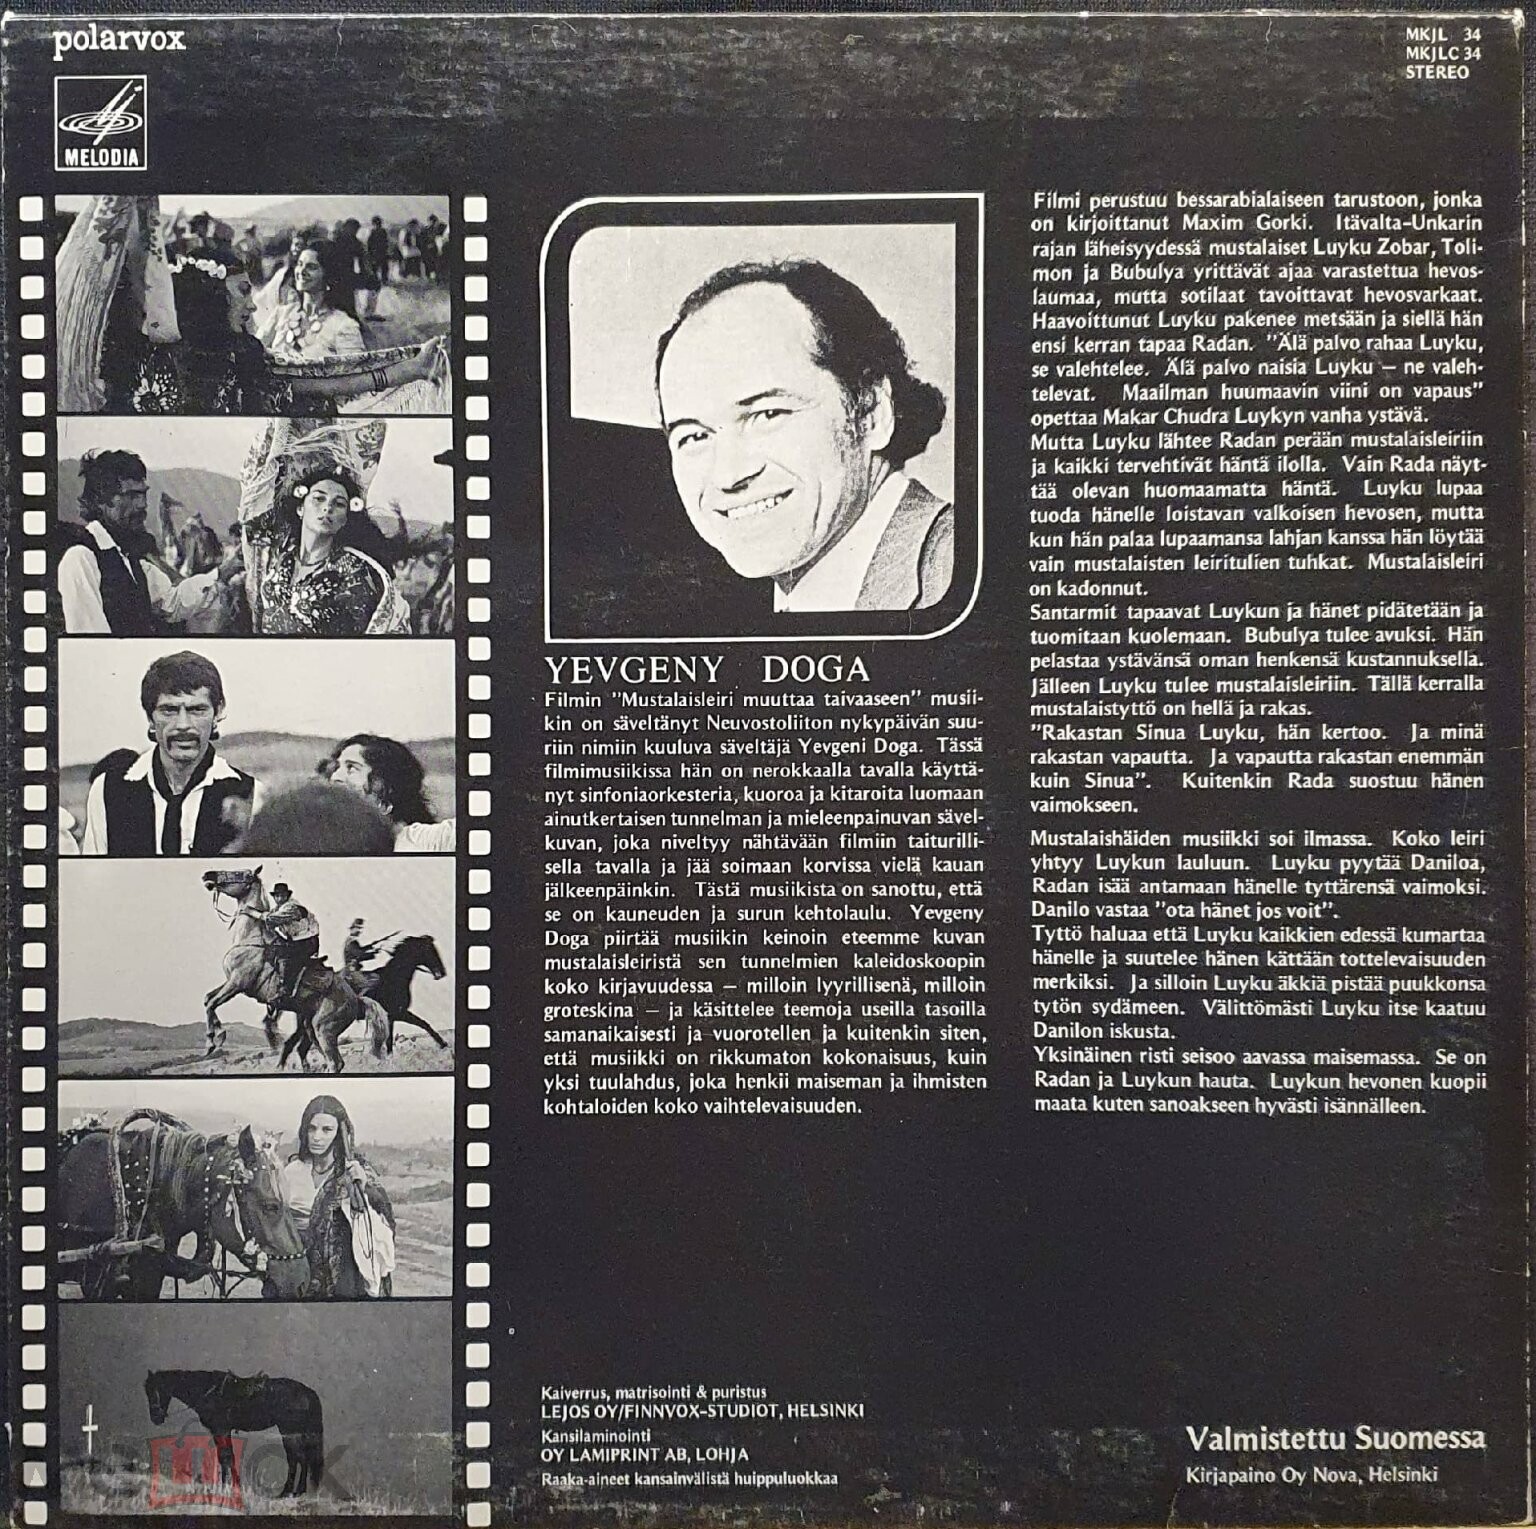 polarvox
MELODIA
MKJL 34
MKJLC 34
STEREO
YEVGENY DOGA
Filmin "Mustalaisleiri muuttaa taivaaseen" musii-
kin on säveltänyt Neuvostoliiton nykypäivän suu-
riin nimiin kuuluva säveltäjä Yevgeni Doga. Tässä
filmimusiikissa hän on nerokkaalla tavalla käyttä-
nyt sinfoniaorkesteria, kuoroa ja kitaroita luomaan
ainutkertaisen tunnelman ja mieleenpainuvan sävel-
kuvan, joka niveltyy nähtävään filmiin taiturilli-
sella tavalla ja jää soimaan korvissa vielä kauan
jälkeenpäinkin. Tästä musiikista on sanottu, että
se on kauneuden ja surun kehtolaulu. Yevgeny
Doga piirtää musiikin keinoin eteemme kuvan
mustalaisleiristä sen tunnelmien kaleidoskoopin
koko kirjavuudessa – milloin lyyrillisenä, milloin
groteskina – ja käsittelee teemoja useilla tasoilla
samanaikaisesti ja vuorotellen ja kuitenkin siten,
että musiikki on rikkumaton kokonaisuus, kuin
yksi tuulahdus, joka henkii maiseman ja ihmisten
kohtaloiden koko vaihtelevaisuuden.
Filmi perustuu bessarabialaiseen tarustoon, jonka
on kirjoittanut Maxim Gorki. Itävalta-Unkarin
rajan läheisyydessä mustalaiset Luyku Zobar, Toli-
mon ja Bubulya yrittävät ajaa varastettua hevos-
laumaa, mutta sotilaat tavoittavat hevosvarkaat.
Haavoittunut Luyku pakenee metsään ja siellä hän
ensi kerran tapaa Radan. "Älä palvo rahaa Luyku,
se valehtelee. Älä palvo naisia Luyku – ne valeh-
televat. Maailman huumaavin viini on vapaus"
opettaa Makar Chudra Luykyn vanha ystävä.
Mutta Luyku lähtee Radan perään mustalaisleiriin
ja kaikki tervehtivät häntä ilolla. Vain Rada näyt-
tää olevan huomaamatta häntä. Luyku lupaa
tuoda hänelle loistavan valkoisen hevosen, mutta
kun hän palaa lupaamansa lahjan kanssa hän löytää
vain mustalaisten leiritulien tuhkat. Mustalaisleiri
on kadonnut.
Santarmit tapaavat Luykun ja hänet pidätetään ja
tuomitaan kuolemaan. Bubulya tulee avuksi. Hän
pelastaa ystävänsä oman henkensä kustannuksella.
Jälleen Luyku tulee mustalaisleiriin. Tällä kerralla
mustalaistyttö on hellä ja rakas.
"Rakastan Sinua Luyku, hän kertoo. Ja minä
rakastan vapautta. Ja vapautta rakastan enemmän
kuin Sinua". Kuitenkin Rada suostuu hänen
vaimokseen.
Mustalaishäiden musiikki soi ilmassa. Koko leiri
yhtyy Luykun lauluun. Luyku pyytää Daniloa,
Radan isää antamaan hänelle tyttärensä vaimoksi.
Danilo vastaa "ota hänet jos voit".
Tyttö haluaa että Luyku kaikkien edessä kumartaa
hänelle ja suutelee hänen kättään tottelevaisuuden
merkiksi. Ja silloin Luyku äkkiä pistää puukkonsa
tytön sydämeen. Välittömästi Luyku itse kaatuu
Danilon iskusta.
Yksinäinen risti seisoo aavassa maisemassa. Se on
Radan ja Luykun hauta. Luykun hevonen kuopii
maata kuten sanoakseen hyvästi isännälleen.
Kaiverrus, matrisointi & puristus
LEJOS OY/FINNVOX-STUDIOT, HELSINKI
Kansilaminointi
OY LAMIPRINT AB, LOHJA
Raaka-aineet kansainvälistä huippuluokkaa
Valmistettu Suomessa
Kirjapaino Oy Nova, Helsinki